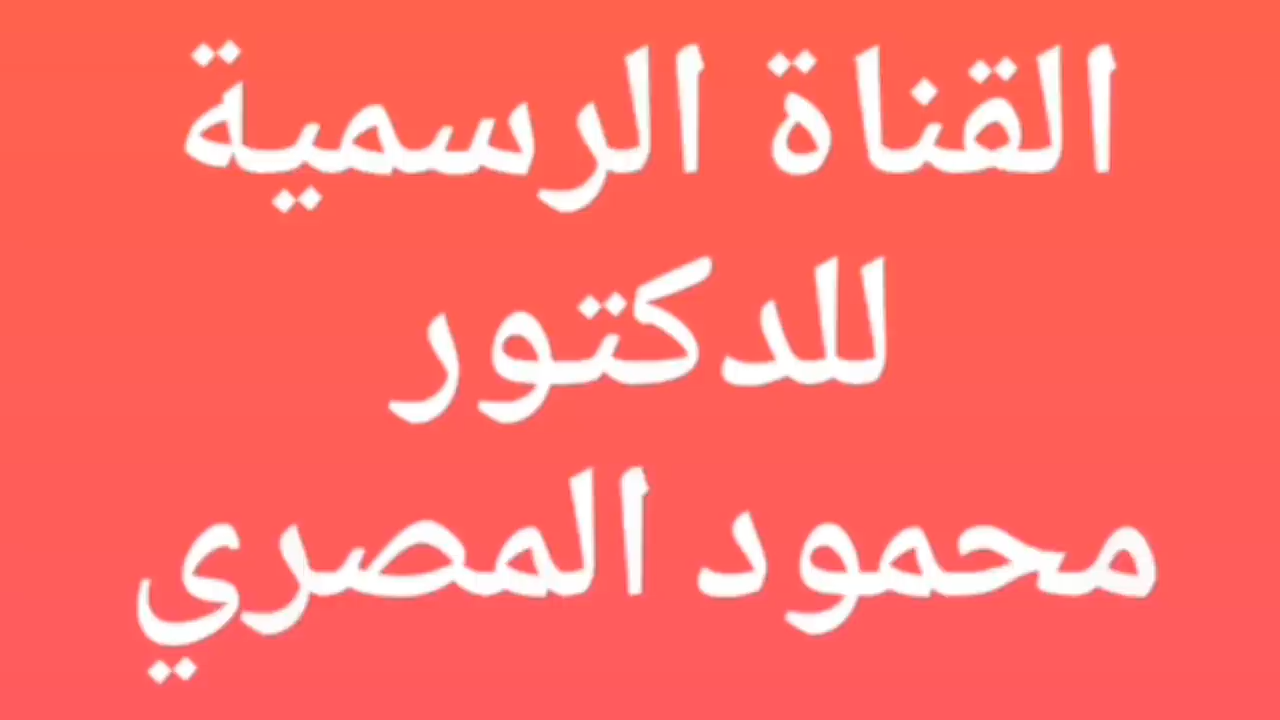 القناة الرسمية
للدكتور
محمود المصري